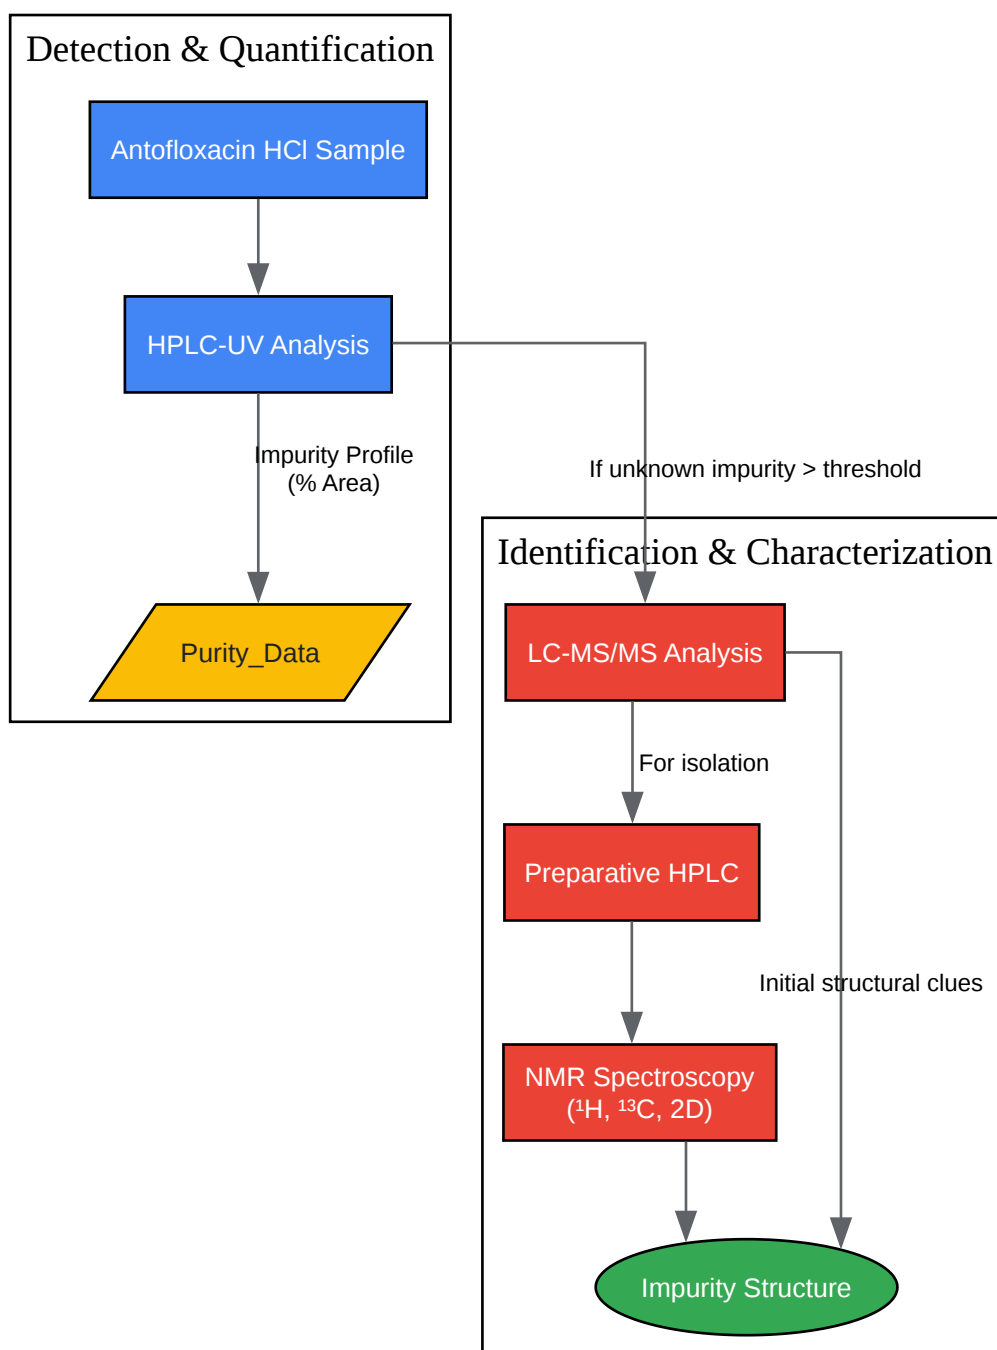 Detection & Quantification
Antofloxacin HCl Sample
HPLC-UV Analysis
Impurity Profile
(% Area)
Purity_Data
If unknown impurity > threshold
Identification & Characterization
LC-MS/MS Analysis
For isolation
Preparative HPLC
Initial structural clues
NMR Spectroscopy
(¹H, ¹³C, 2D)
Impurity Structure